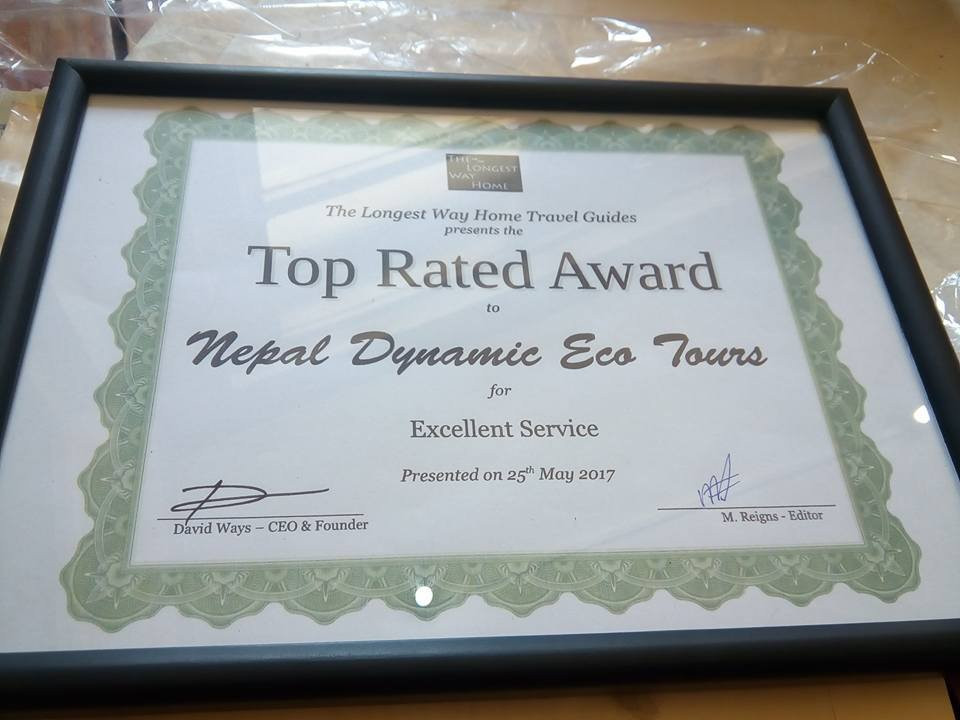 THE
LONGEST
WAY
HOME
The Longest Way Home Travel Guides
presents the
Top Rated Award
to
Nepal Dynamic Eco Tours
for
Excellent Service
Presented on 25th May 2017
David Ways – CEO & Founder
M. Reigns - Editor